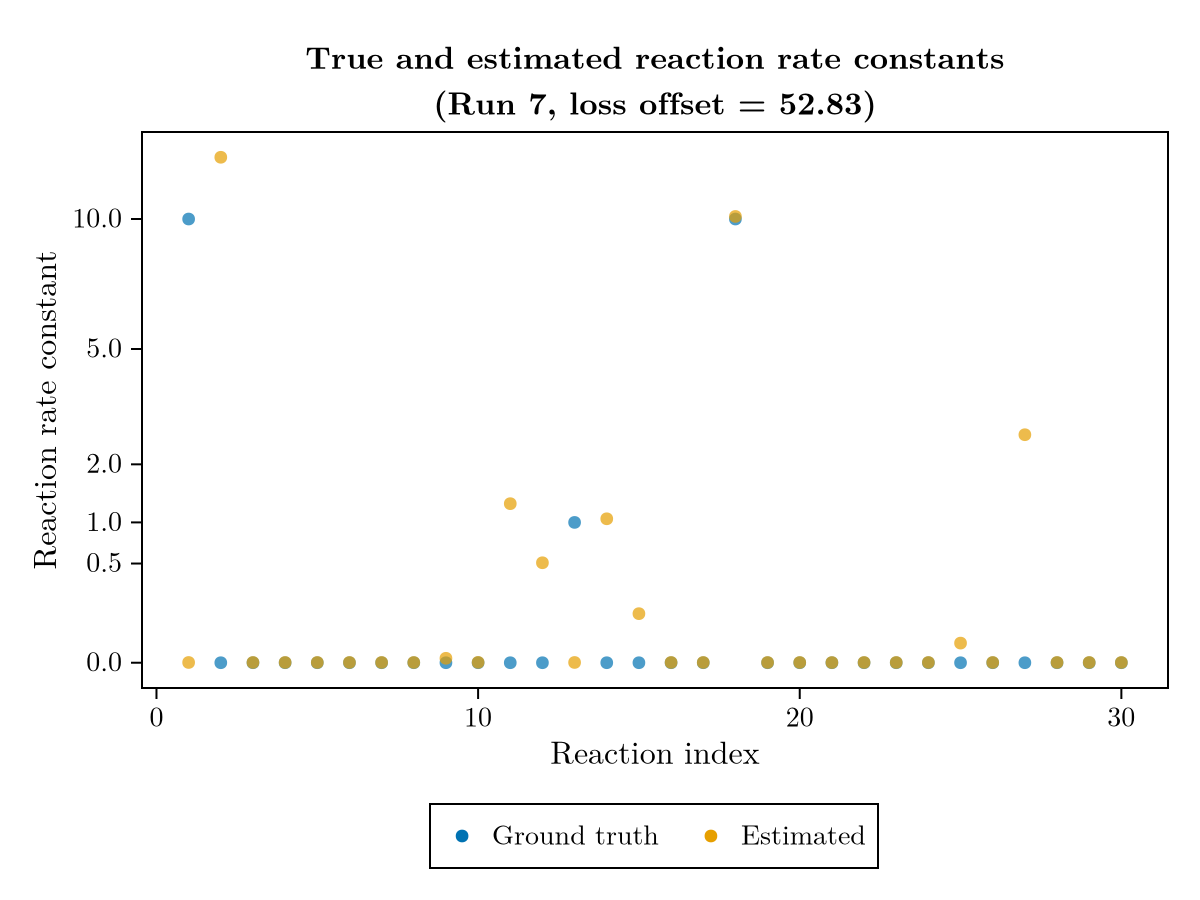 True and estimated reaction rate constants
(Run 7, loss offset = 52.83)
Reaction rate constant
10.0
5.0
2.0
1.0
0.5
0.0
0 10 20 30
Reaction index
Ground truth Estimated